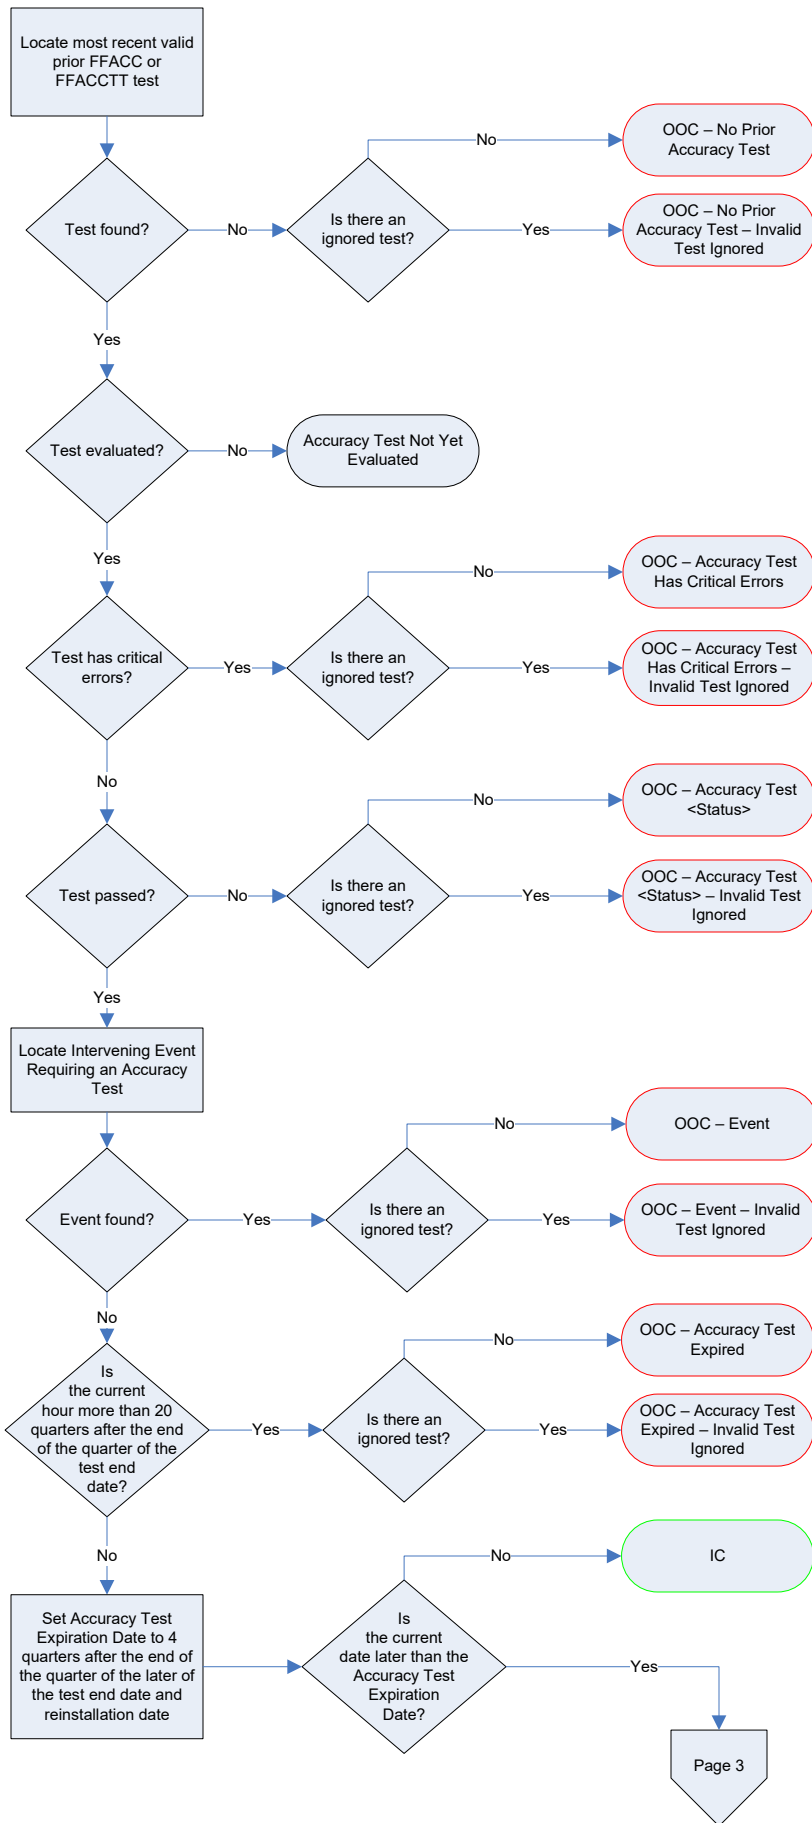 Locate most recent valid
prior FFACC or
FFACCTT test
No
OOC – No Prior
Accuracy Test
Test found?
No
Is there an
ignored test?
Yes
OOC – No Prior
Accuracy Test – Invalid
Test Ignored
Yes
Test evaluated?
No
Accuracy Test Not Yet
Evaluated
Yes
No
OOC – Accuracy Test
Has Critical Errors
Test has critical
errors?
Yes
Is there an
ignored test?
Yes
OOC – Accuracy Test
Has Critical Errors –
Invalid Test Ignored
No
No
OOC – Accuracy Test
<Status>
Test passed?
No
Is there an
ignored test?
Yes
OOC – Accuracy Test
<Status> – Invalid Test
Ignored
Yes
Locate Intervening Event
Requiring an Accuracy
Test
No
OOC – Event
Event found?
Yes
Is there an
ignored test?
Yes
OOC – Event – Invalid
Test Ignored
No
No
OOC – Accuracy Test
Expired
Is
the current
hour more than 20
quarters after the end
of the quarter of the
test end
date?
Yes
Is there an
ignored test?
Yes
OOC – Accuracy Test
Expired – Invalid Test
Ignored
No
No
IC
Set Accuracy Test
Expiration Date to 4
quarters after the end of
the quarter of the later of
the test end date and
reinstallation date
Is
the current
date later than the
Accuracy Test
Expiration
Date?
Yes
Page 3